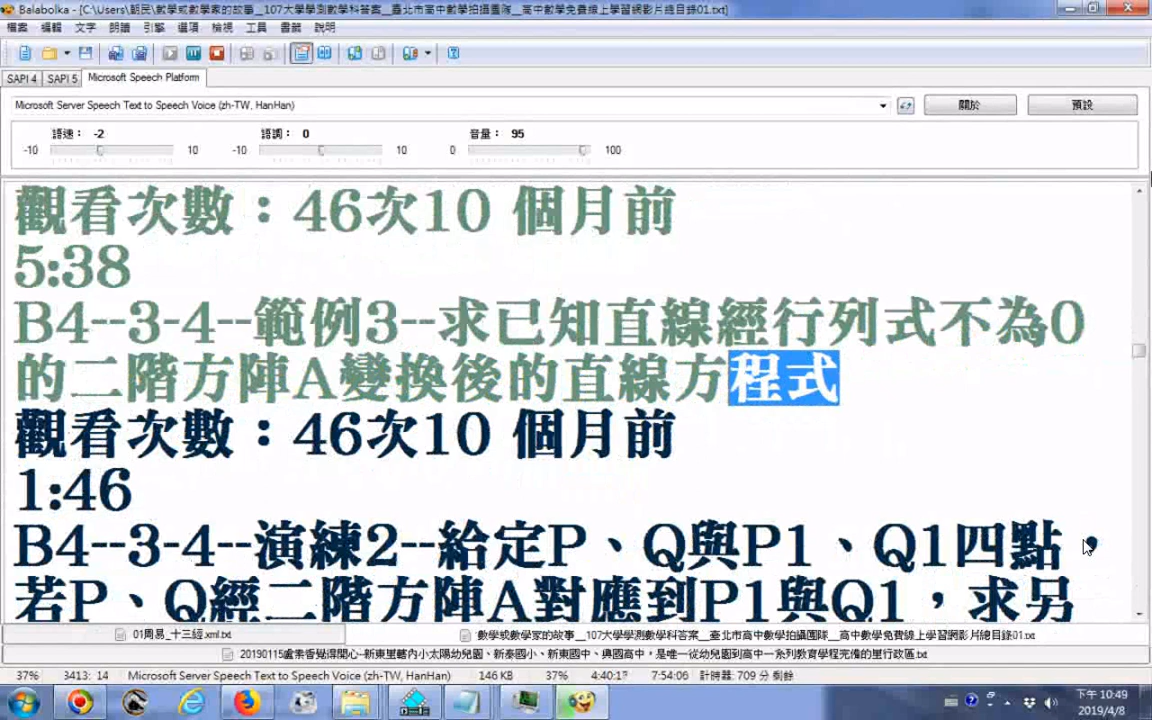 Balabolka - [C:\Users\朝民\數學或數學家的故事__107大學學測數學科答案__臺北市高中數學拍攝團隊__高中數學免費線上學習網影片總目錄01.txt]
檔案 編輯 文字 朗讀 引擎 選項 檢視 工具 書籤 說明
SAPI 4 SAPI 5 Microsoft Speech Platform
Microsoft Server Speech Text to Speech Voice (zh-TW, HanHan) 關於 預設
語速： -2 語調： 0 音量： 95
-10 10 -10 10 0 100
觀看次數：46次10 個月前
5:38
B4--3-4--範例3--求已知直線經行列式不為0
的二階方陣A變換後的直線方程式
觀看次數：46次10 個月前
1:46
B4--3-4--演練2--給定P、Q與P1、Q1四點，
若P、Q經二階方陣A對應到P1與Q1，求另
01周易_十三經.xml.txt 數學或數學家的故事__107大學學測數學科答案__臺北市高中數學拍攝團隊__高中數學免費線上學習網影片總目錄01.txt
20190115盧素香覺得開心--新東里轄內小太陽幼兒園、新泰國小、新東國中、興國高中，是唯一從幼兒園到高中一系列教育學程完備的里行政區.txt
37% 3413: 14 Microsoft Server Speech Text to Speech Voice (zh-TW, HanHan) 146 KB 37% 4:40:17 7:54:06 計時器: 709 分 剩餘
下午 10:49
2019/4/8